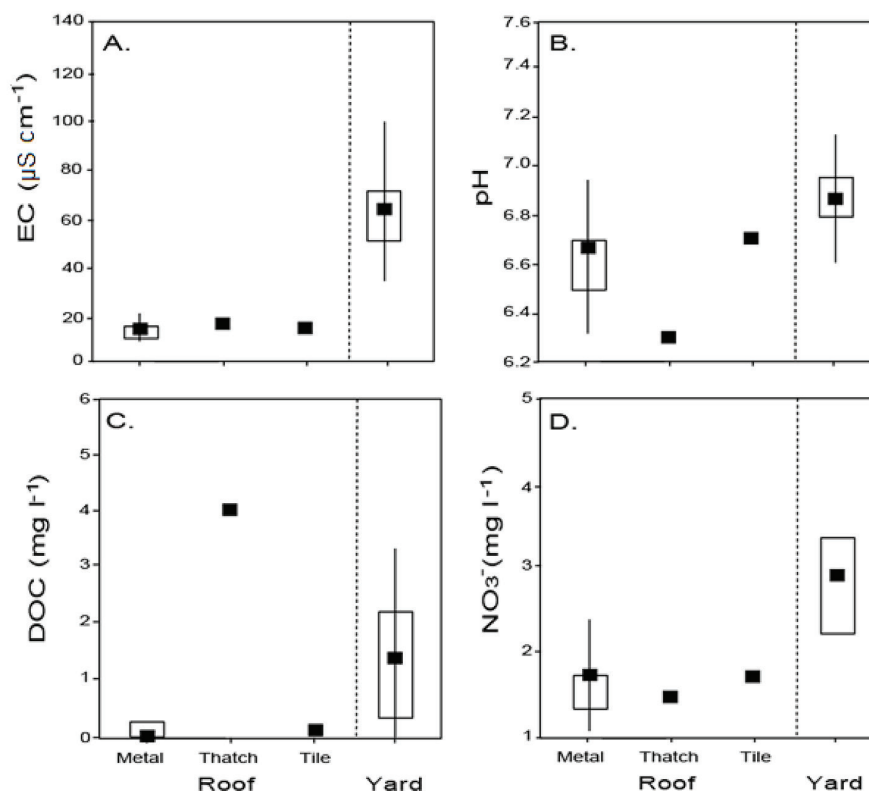 A.
EC (µS cm⁻¹)
140
120
100
80
60
40
20
0
B.
pH
7.6
7.4
7.2
7.0
6.8
6.6
6.4
6.2
C.
DOC (mg l⁻¹)
6
5
4
3
2
1
0
Metal Thatch Tile
Roof Yard
D.
NO₃⁻(mg l⁻¹)
5
4
3
2
1
Metal Thatch Tile
Roof Yard